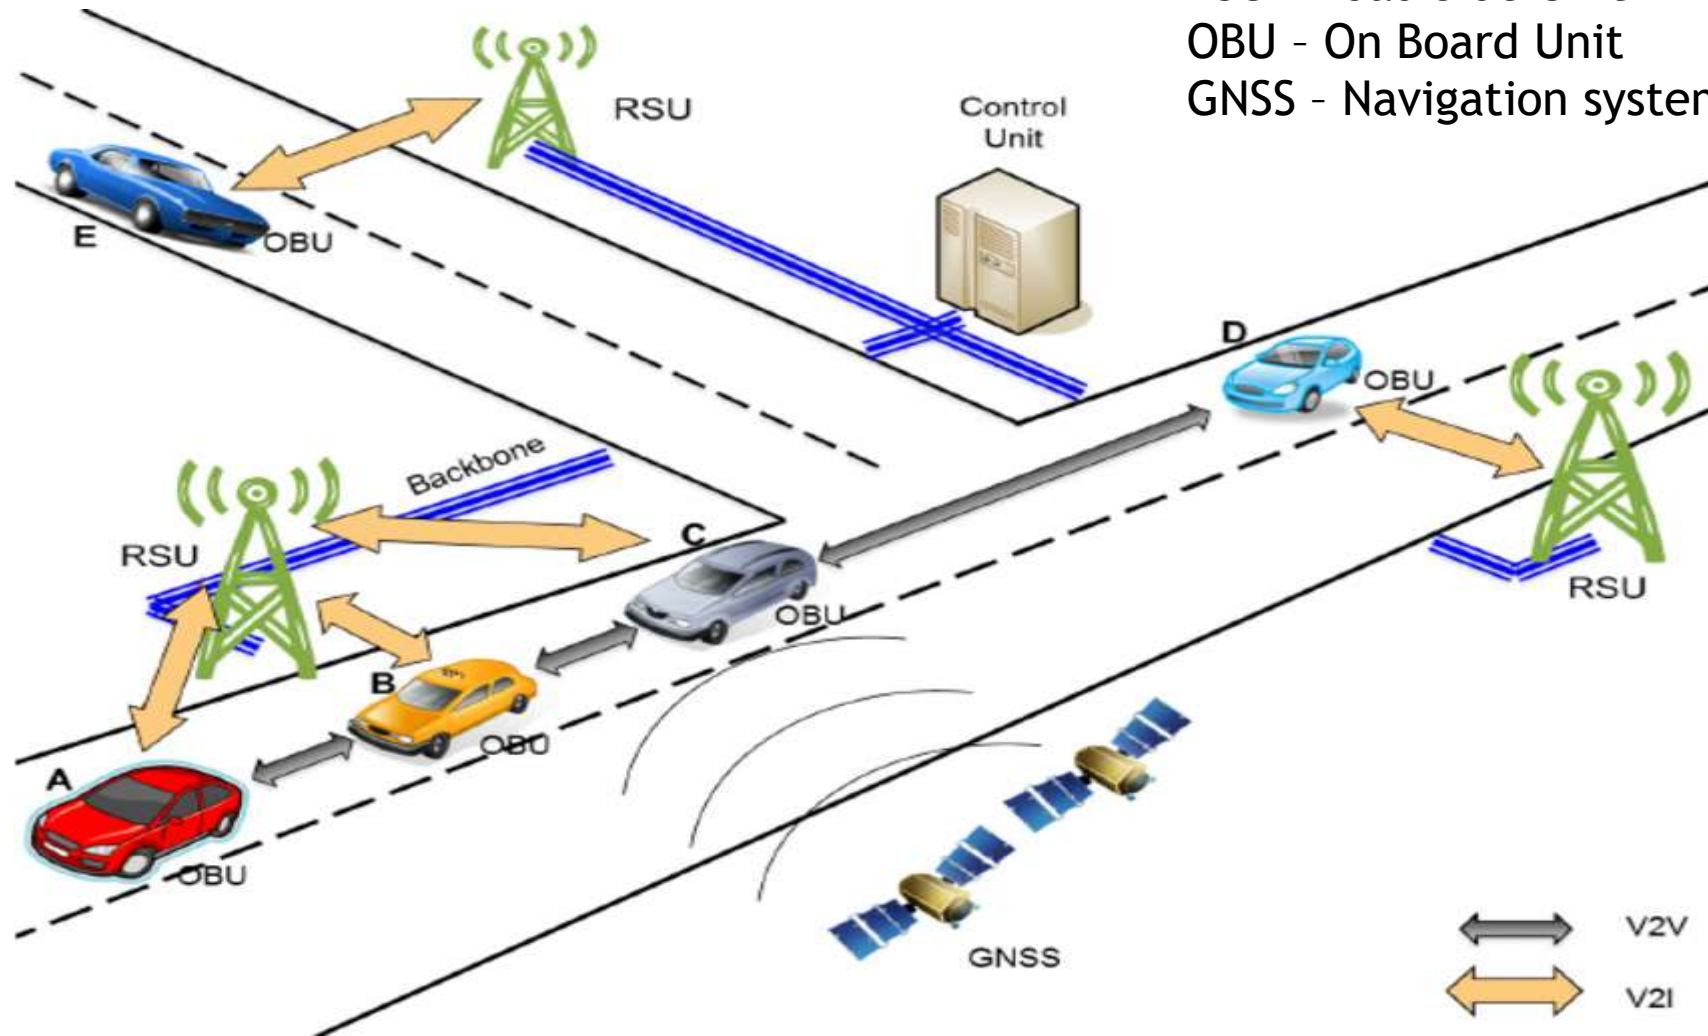 OBU – On Board Unit
GNSS – Navigation system
RSU
Control
Unit
E
OBU
D
OBU
Backbone
RSU
C
OBU
RSU
B
OBU
A
OBU
GNSS
V2V
V2I